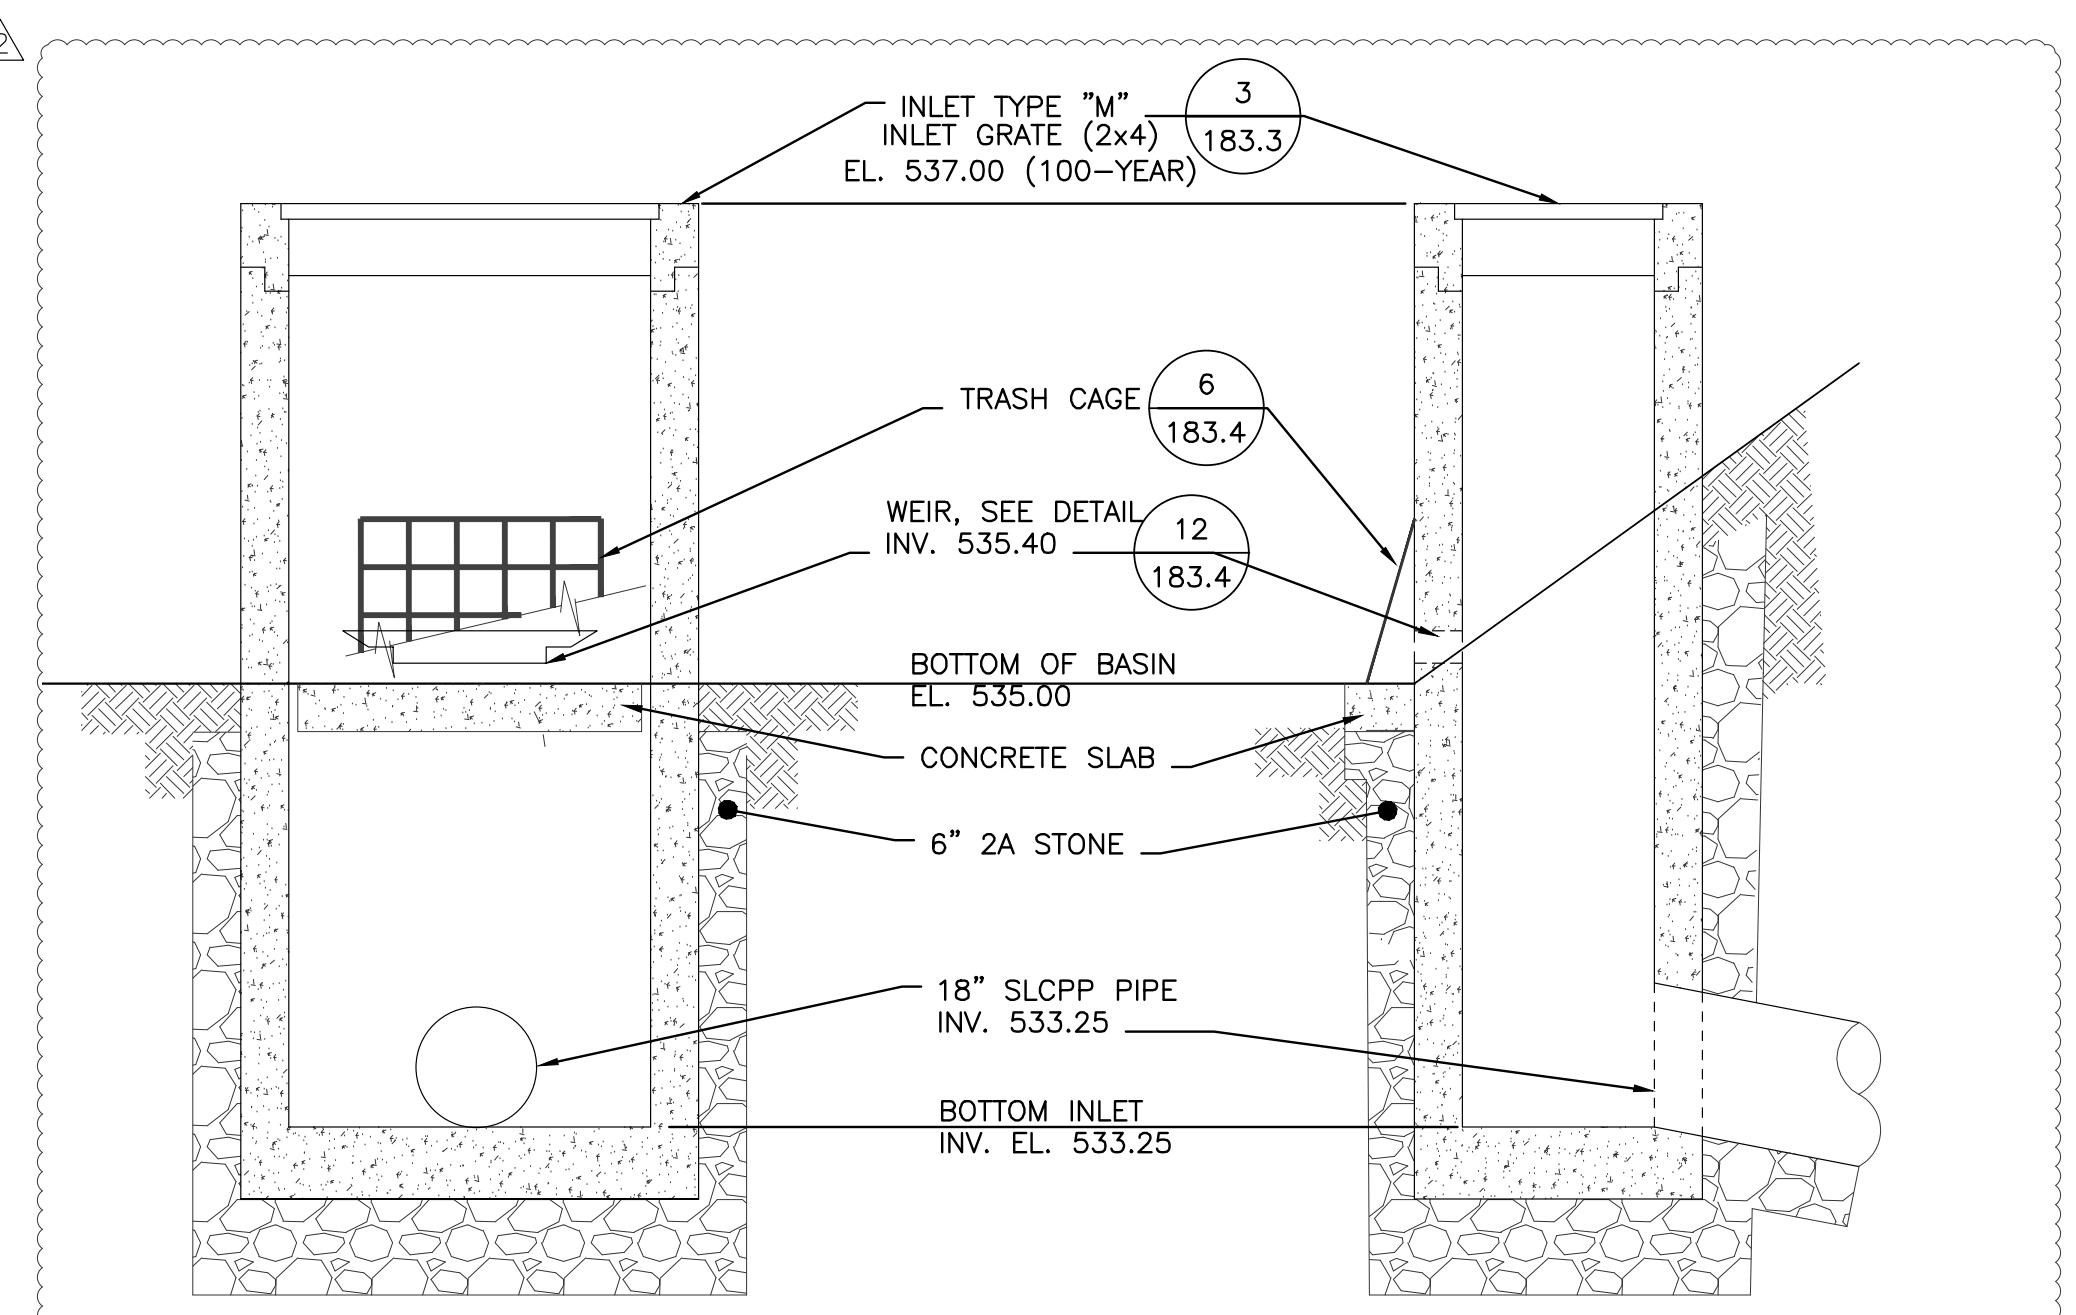 2
INLET TYPE "M"
INLET GRATE (2x4)
EL. 537.00 (100-YEAR)
3
183.3
TRASH CAGE
6
183.4
WEIR, SEE DETAIL
INV. 535.40
12
183.4
BOTTOM OF BASIN
EL. 535.00
CONCRETE SLAB
6" 2A STONE
18" SLCPP PIPE
INV. 533.25
BOTTOM INLET
INV. EL. 533.25